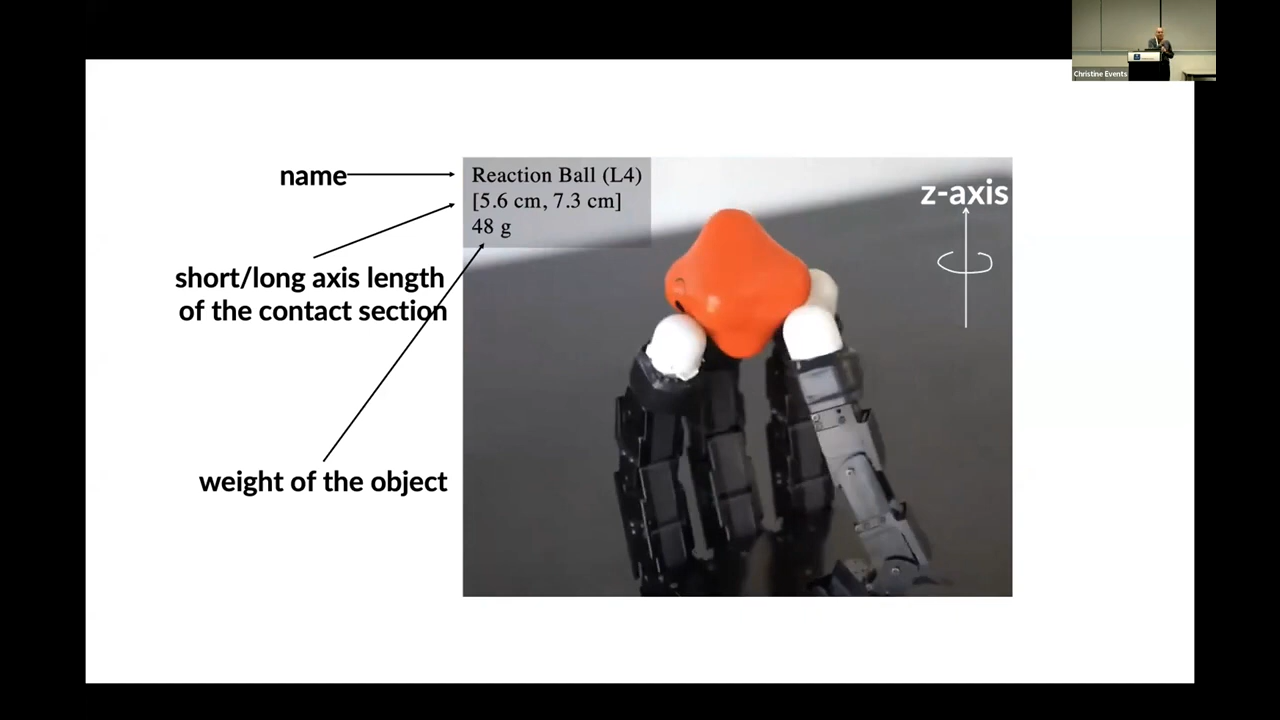 Christine Events
name
Reaction Ball (L4)
[5.6 cm, 7.3 cm]
48 g
z-axis
short/long axis length
of the contact section
weight of the object